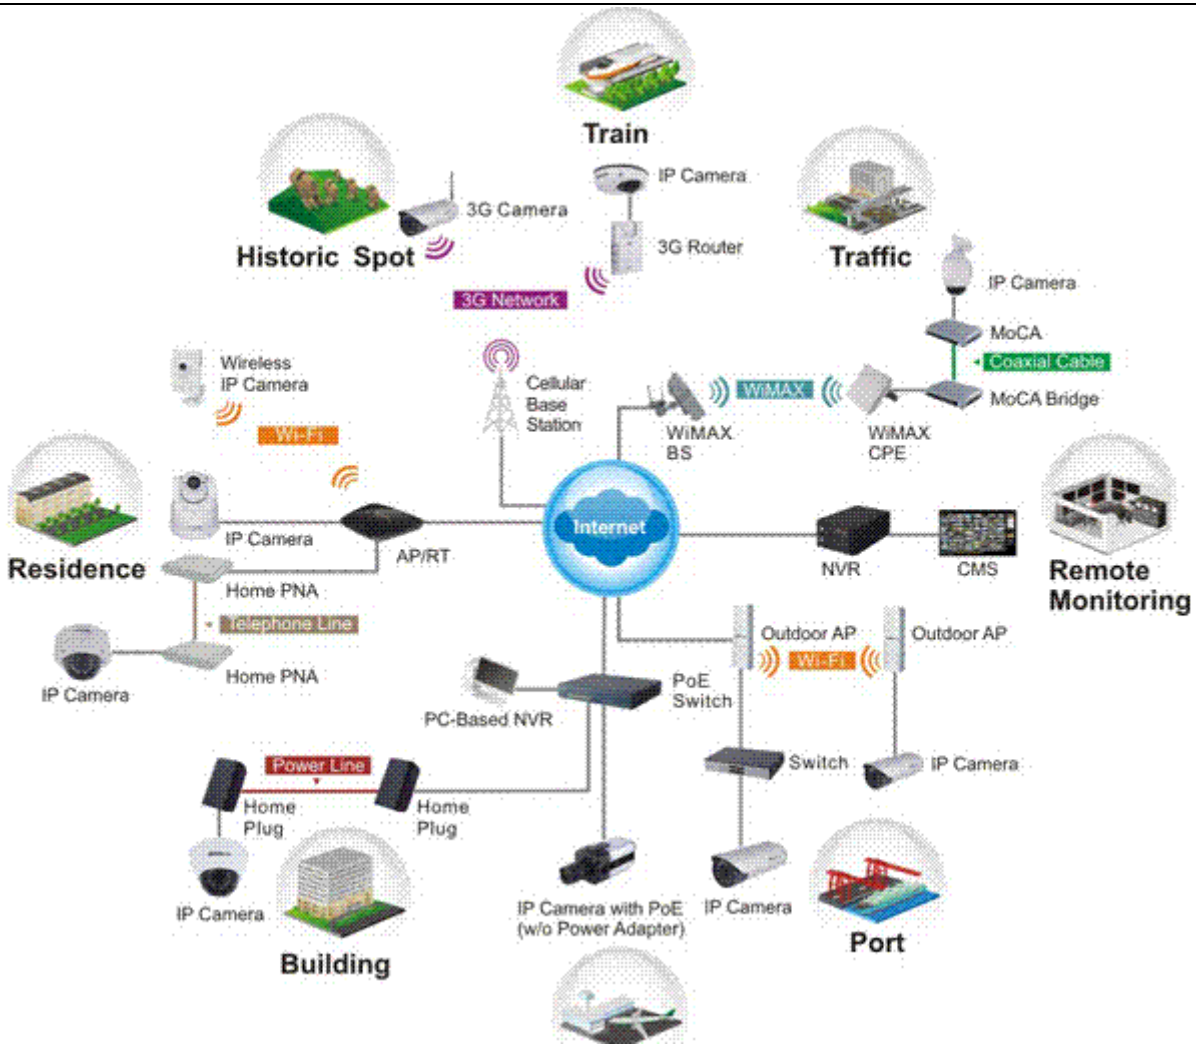 Train
IP Camera
3G Camera
3G Router
Historic Spot
Traffic
IP Camera
3G Network
MoCA
Coaxial Cable
Wireless
IP Camera
Cellular
Base
Station
WiMAX
MoCA Bridge
Wi-Fi
WiMAX
BS
WiMAX
CPE
Internet
IP Camera
AP/RT
NVR
CMS
Residence
Remote
Monitoring
Home PNA
Telephone Line
Outdoor AP
Outdoor AP
Wi-Fi
Home PNA
IP Camera
PoE
Switch
PC-Based NVR
Power Line
Switch
IP Camera
Home
Plug
Home
Plug
IP Camera
IP Camera with PoE
(w/o Power Adapter)
IP Camera
Port
Building